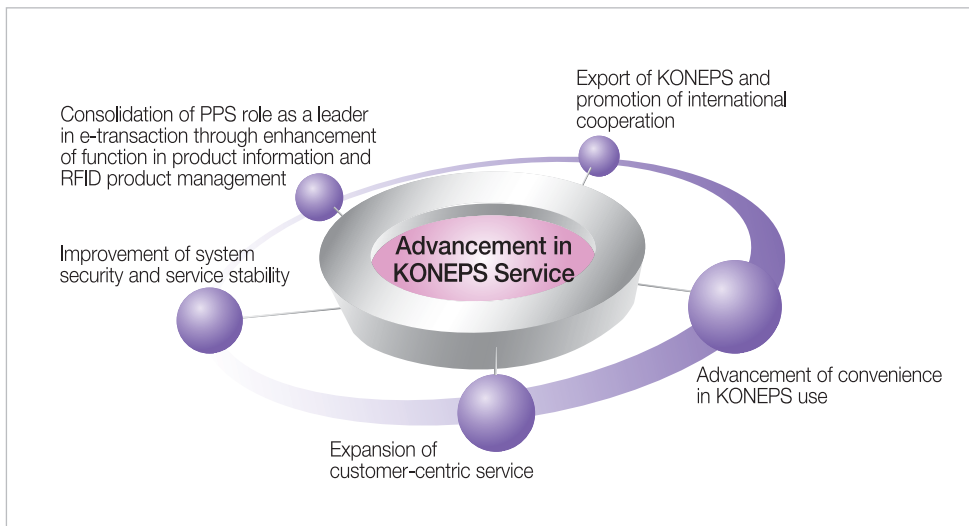 Export of KONEPS and
promotion of international
cooperation
Consolidation of PPS role as a leader
in e-transaction through enhancement
of function in product information and
RFID product management
Improvement of system
security and service stability
Advancement in
KONEPS Service
Advancement of convenience
in KONEPS use
Expansion of
customer-centric service